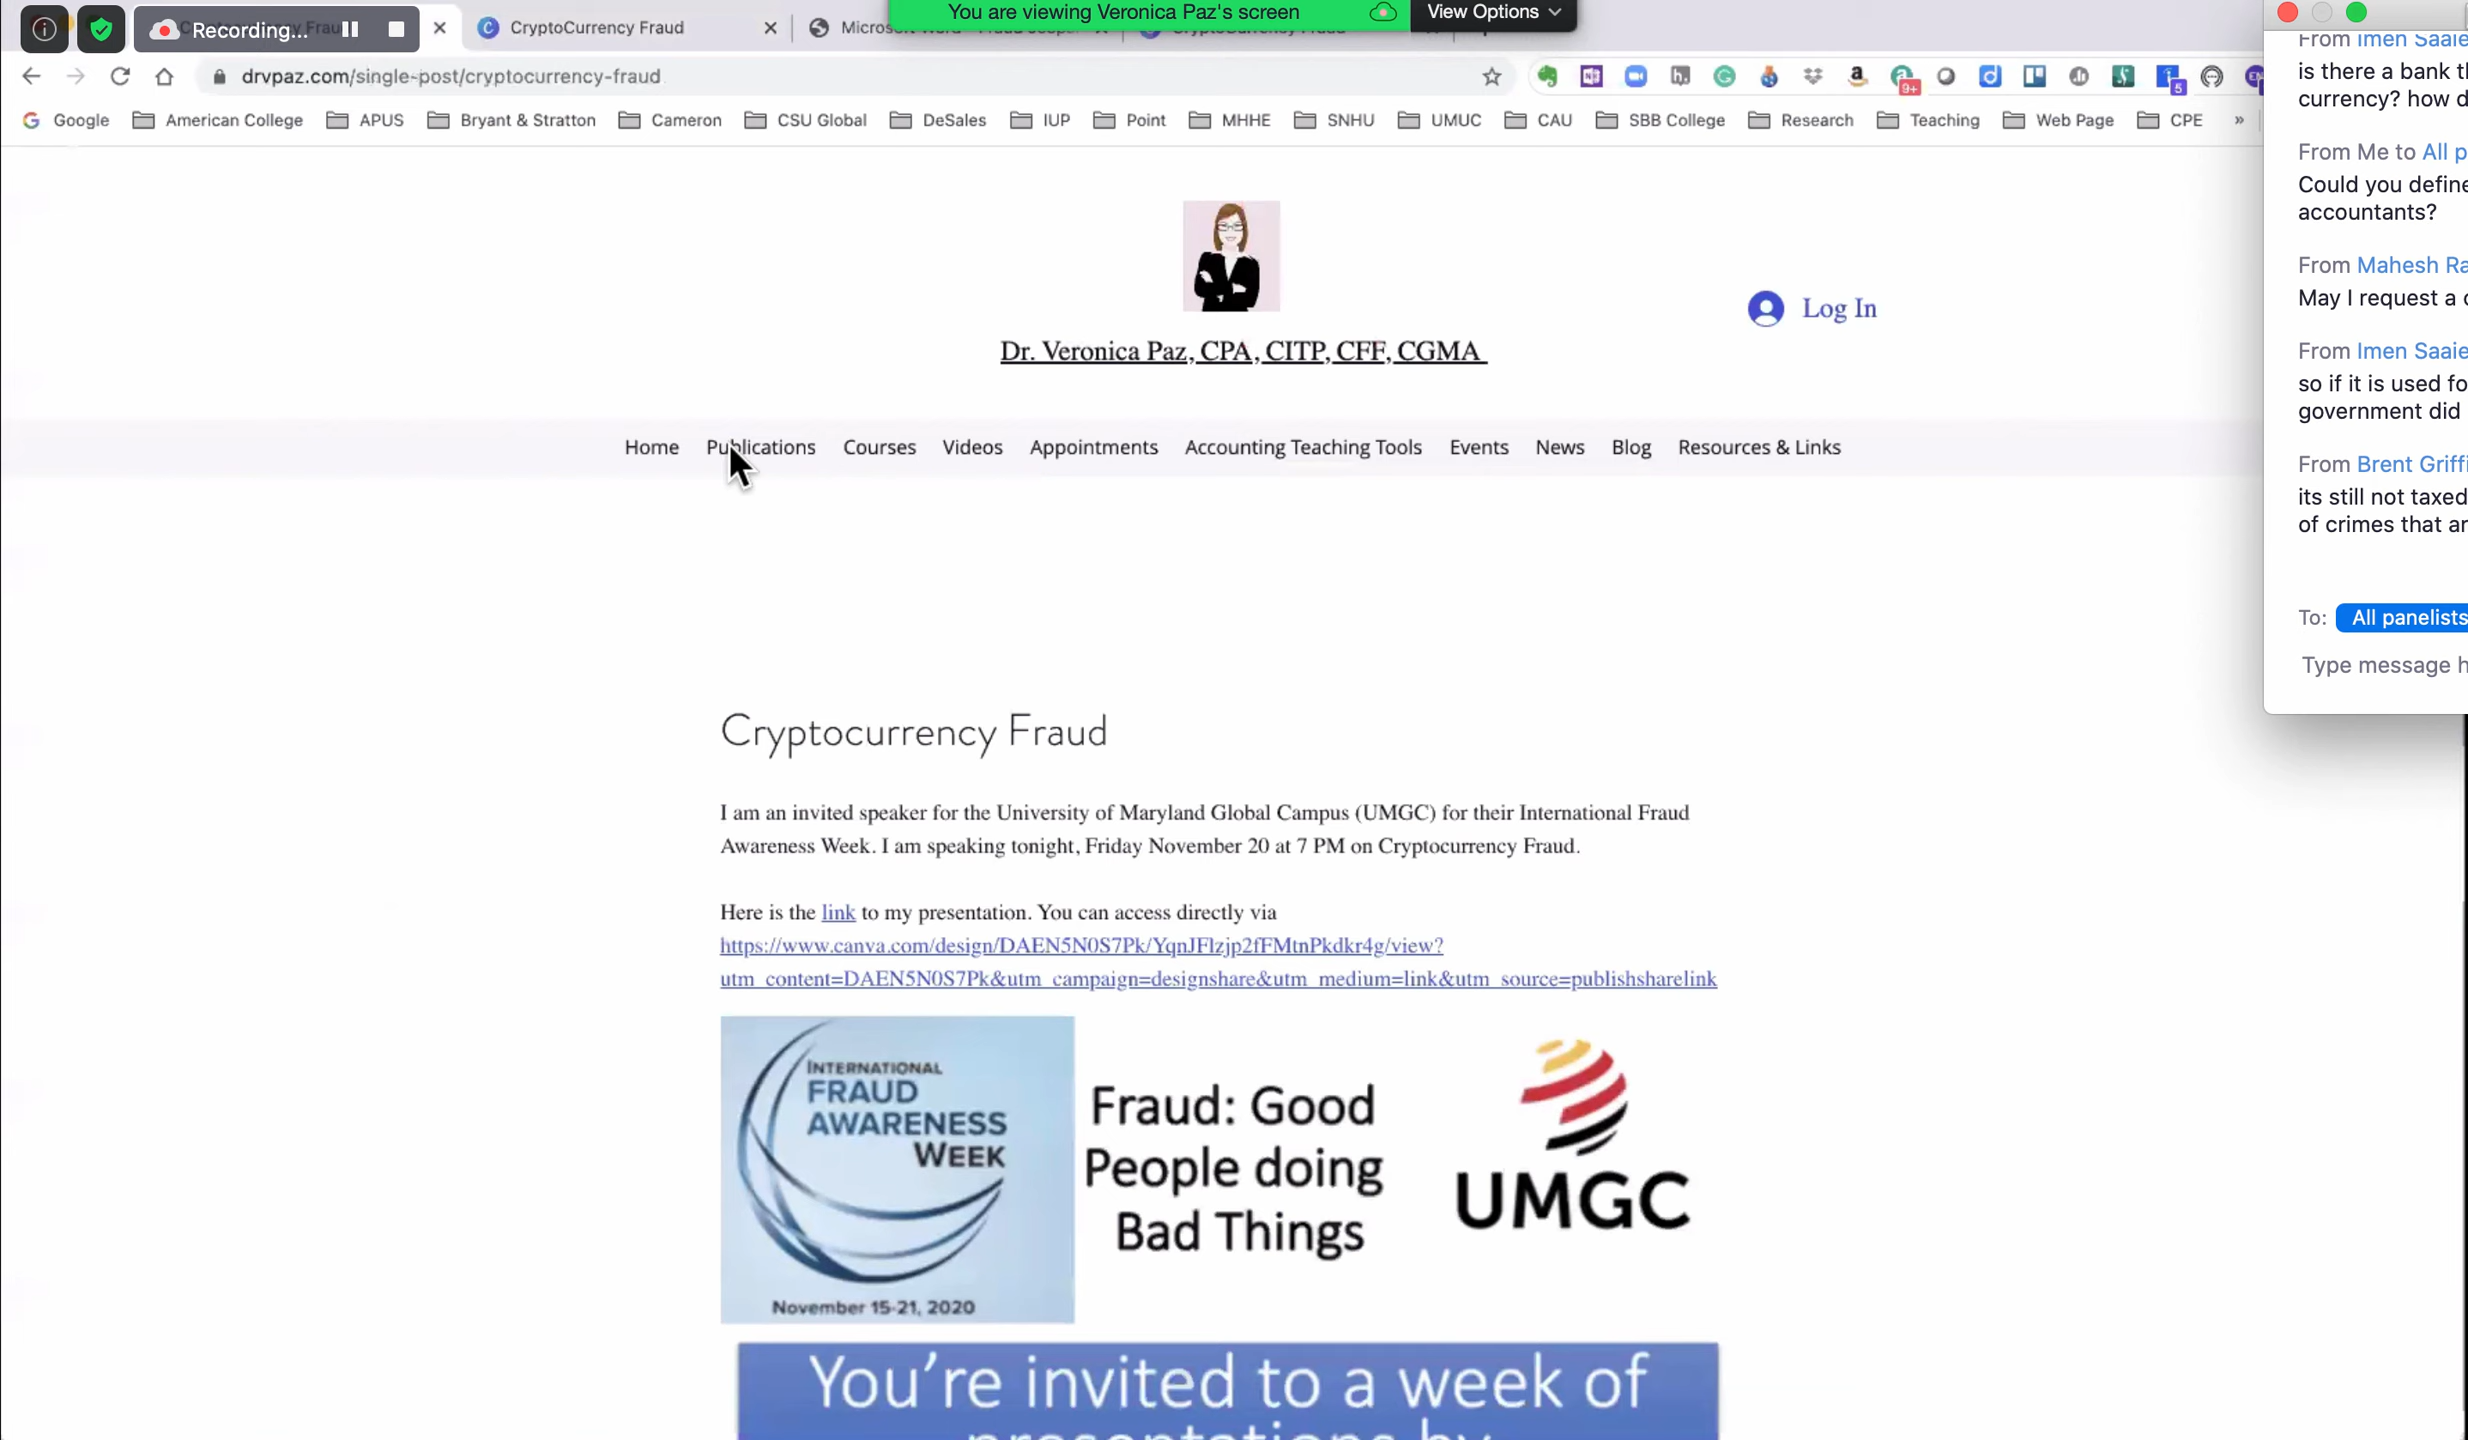 You are viewing Veronica Paz's screen
View Options
Recording...
CryptoCurrency Fraud
drvpaz.com/single-post/cryptocurrency-fraud
9+
5
Google
American College
APUS
Bryant & Stratton
Cameron
CSU Global
DeSales
IUP
Point
MHHE
SNHU
UMUC
CAU
SBB College
Research
Teaching
Web Page
CPE
»
Log In
Dr. Veronica Paz, CPA, CITP, CFF, CGMA
Home Publications Courses Videos Appointments Accounting Teaching Tools Events News Blog Resources & Links
Cryptocurrency Fraud
I am an invited speaker for the University of Maryland Global Campus (UMGC) for their International Fraud
Awareness Week. I am speaking tonight, Friday November 20 at 7 PM on Cryptocurrency Fraud.
Here is the link to my presentation. You can access directly via
https://www.canva.com/design/DAEN5N0S7Pk/YqnJFlzjp2fFMtnPkdkr4g/view?
utm_content=DAEN5N0S7Pk&utm_campaign=designshare&utm_medium=link&utm_source=publishsharelink
INTERNATIONAL
FRAUD
AWARENESS
WEEK
November 15-21, 2020
Fraud: Good
People doing
Bad Things
UMGC
You're invited to a week of
presentations by
From Imen
is there a bank
currency? how
From Me to All
Could you define
accountants?
From Mahesh
May I request a
From Imen
so if it is used
government did
From Brent
its still not taxed
of crimes that
To: All panelists
Type message